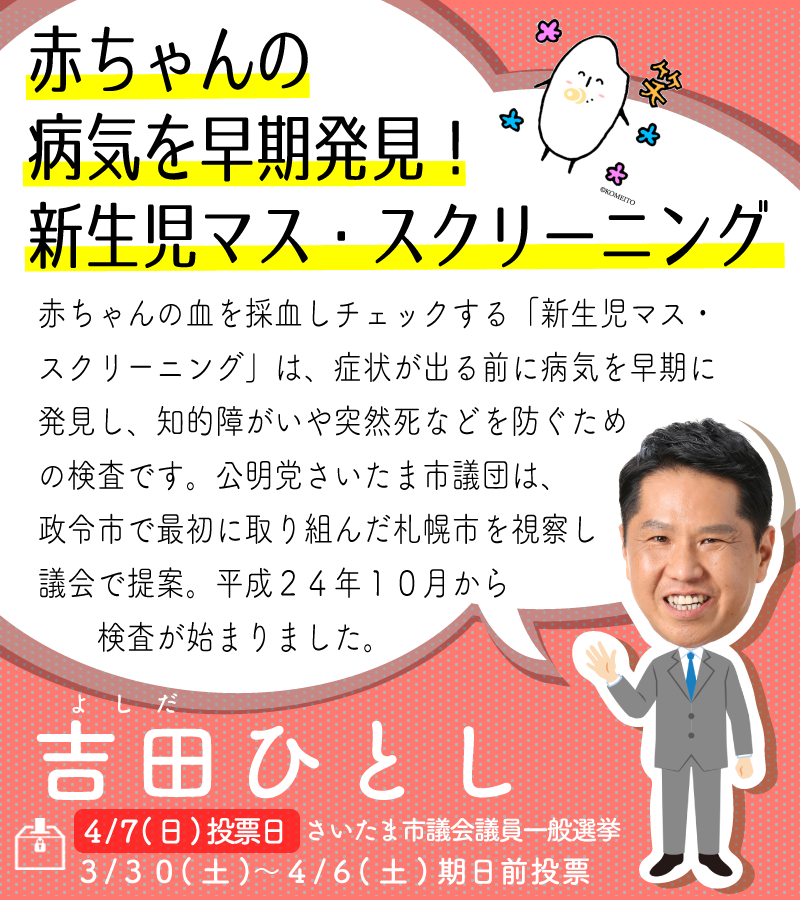 赤ちゃんの
病気を早期発見！
新生児マス・スクリーニング
©KOMEITO
赤ちゃんの血を採血しチェックする「新生児マス・
スクリーニング」は、症状が出る前に病気を早期に
発見し、知的障がいや突然死などを防ぐため
の検査です。公明党さいたま市議団は、
政令市で最初に取り組んだ札幌市を視察し
議会で提案。平成２４年１０月から
検査が始まりました。
よしだ
吉田ひとし
4/7(日)投票日 さいたま市議会議員一般選挙
３/３０(土)～４/６(土)期日前投票